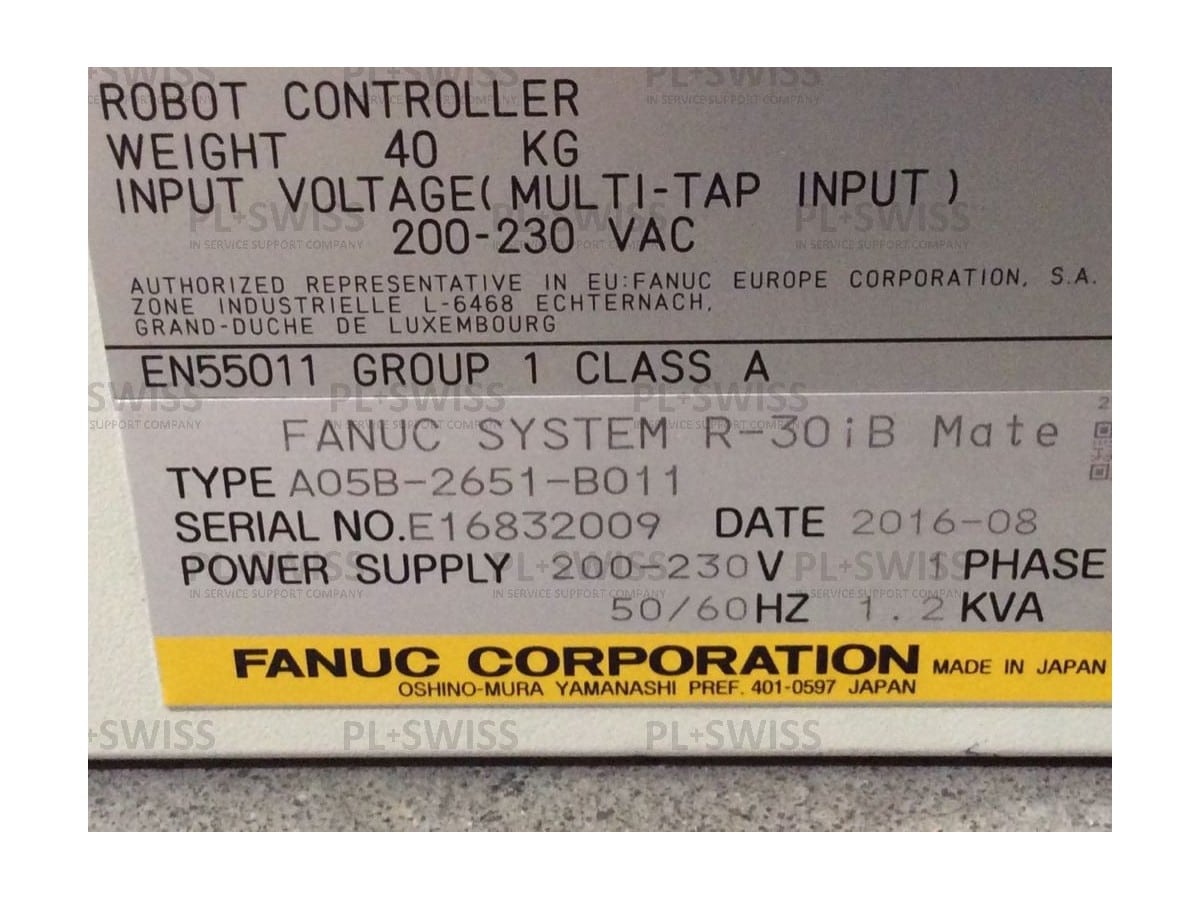 ROBOT CONTROLLER
WEIGHT 40 KG
INPUT VOLTAGE( MULTI-TAP INPUT )
200-230 VAC
AUTHORIZED REPRESENTATIVE IN EU:FANUC EUROPE CORPORATION, S.A.
ZONE INDUSTRIELLE L-6468 ECHTERNACH,
GRAND-DUCHE DE LUXEMBOURG
EN55011 GROUP 1 CLASS A
FANUC SYSTEM R-30iB Mate
TYPE A05B-2651-B011
SERIAL NO.E16832009 DATE 2016-08
POWER SUPPLY 200-230V 1 PHASE
50/60HZ 1.2 KVA
FANUC CORPORATION MADE IN JAPAN
OSHINO-MURA YAMANASHI PREF. 401-0597 JAPAN
PL+SWISS
IN SERVICE SUPPORT COMPANY